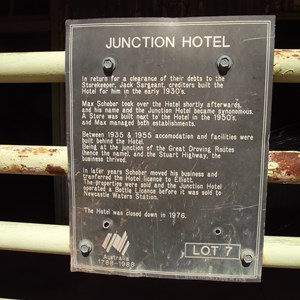 JUNCTION HOTEL
In return for a clearance of their debts to the
Storekeeper, Jack Sargeant, creditors built the
Hotel for him in the early 1930's.
Max Schober took over the Hotel shortly afterwards,
and his name and the Junction Hotel became synonomous.
A Store was built next to the Hotel in the 1950's,
and Max managed both establishments.
Between 1935 & 1955 accomodation and facilities were
built behind the Hotel.
Being at the junction of the Great Droving Routes
(hence the name), and the Stuart Highway, the
business thrived.
In later years Schober moved his business and
tranferred the Hotel licence to Elliott.
The properties were sold and the Junction Hotel
operated a Bottle Licence before it was sold to
Newcastle Waters Station.
The Hotel was closed down in 1976.
Australia
1788-1988
LOT 7